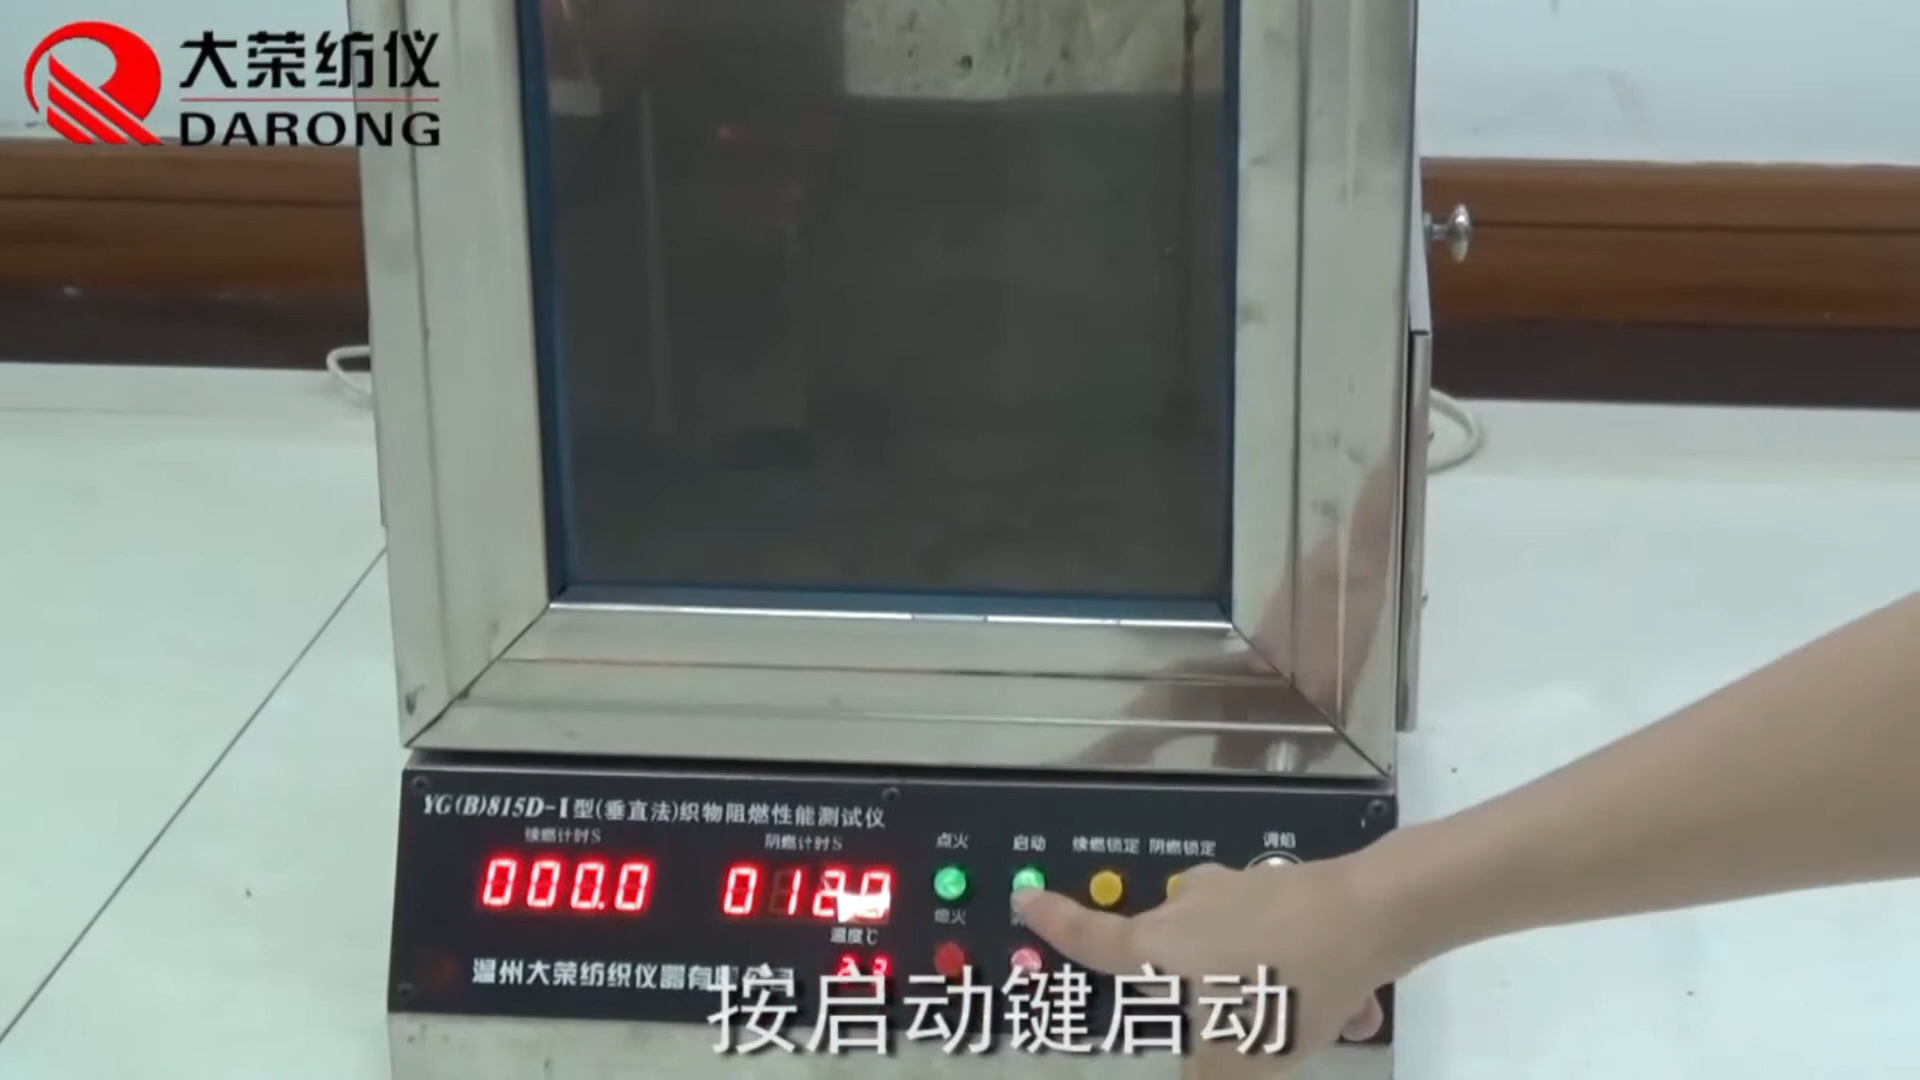 大荣纺仪
DARONG
YG(B)815D-I型(垂直法)织物阻燃性能测试仪
续燃计时S
阴燃计时S
点火
启动
续燃锁定
阴燃锁定
调焰
000.0
熄火
温度℃
温州大荣纺织仪器有
按启动键启动